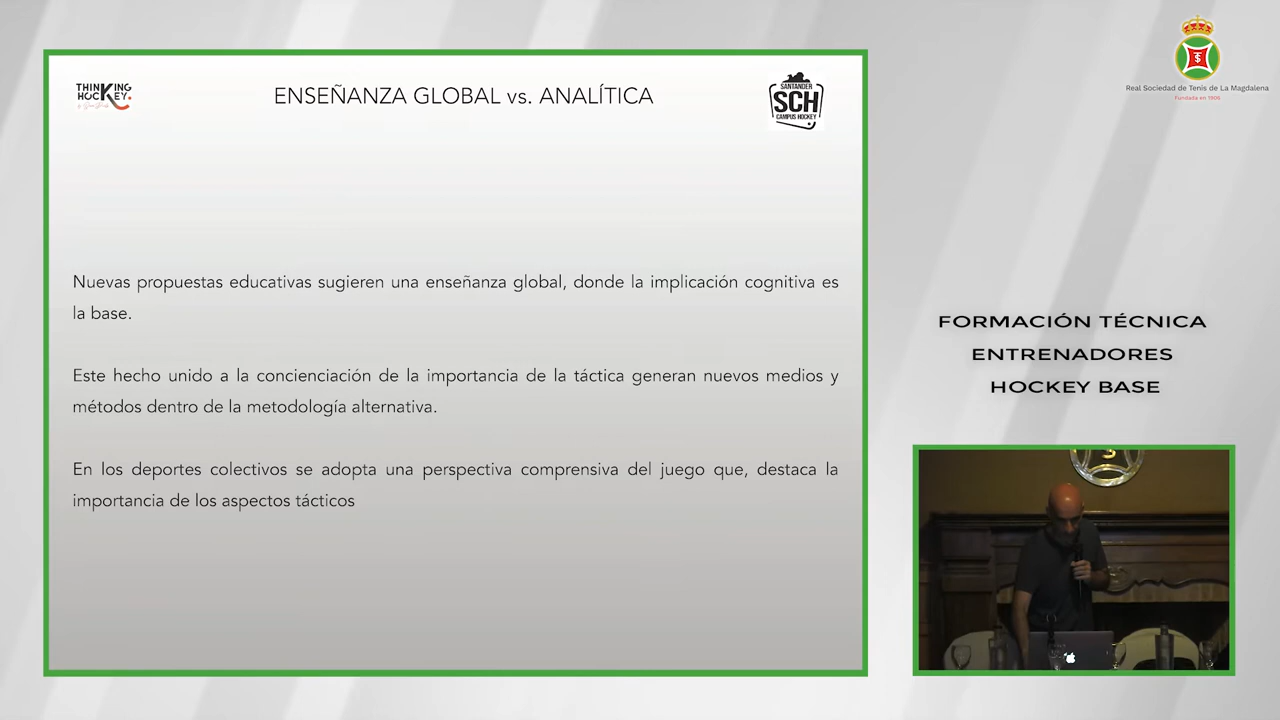 THINKING
HOCKEY.
ENSEÑANZA GLOBAL vs. ANALÍTICA
SANTANDER
SCH
CAMPUS HOCKEY
Real Sociedad de Tenis de La Magdalena
Fundada en 1906
Nuevas propuestas educativas sugieren una enseñanza global, donde la implicación cognitiva es
la base.
Este hecho unido a la concienciación de la importancia de la táctica generan nuevos medios y
métodos dentro de la metodología alternativa.
En los deportes colectivos se adopta una perspectiva comprensiva del juego que, destaca la
importancia de los aspectos tácticos
FORMACIÓN TÉCNICA
ENTRENADORES
HOCKEY BASE